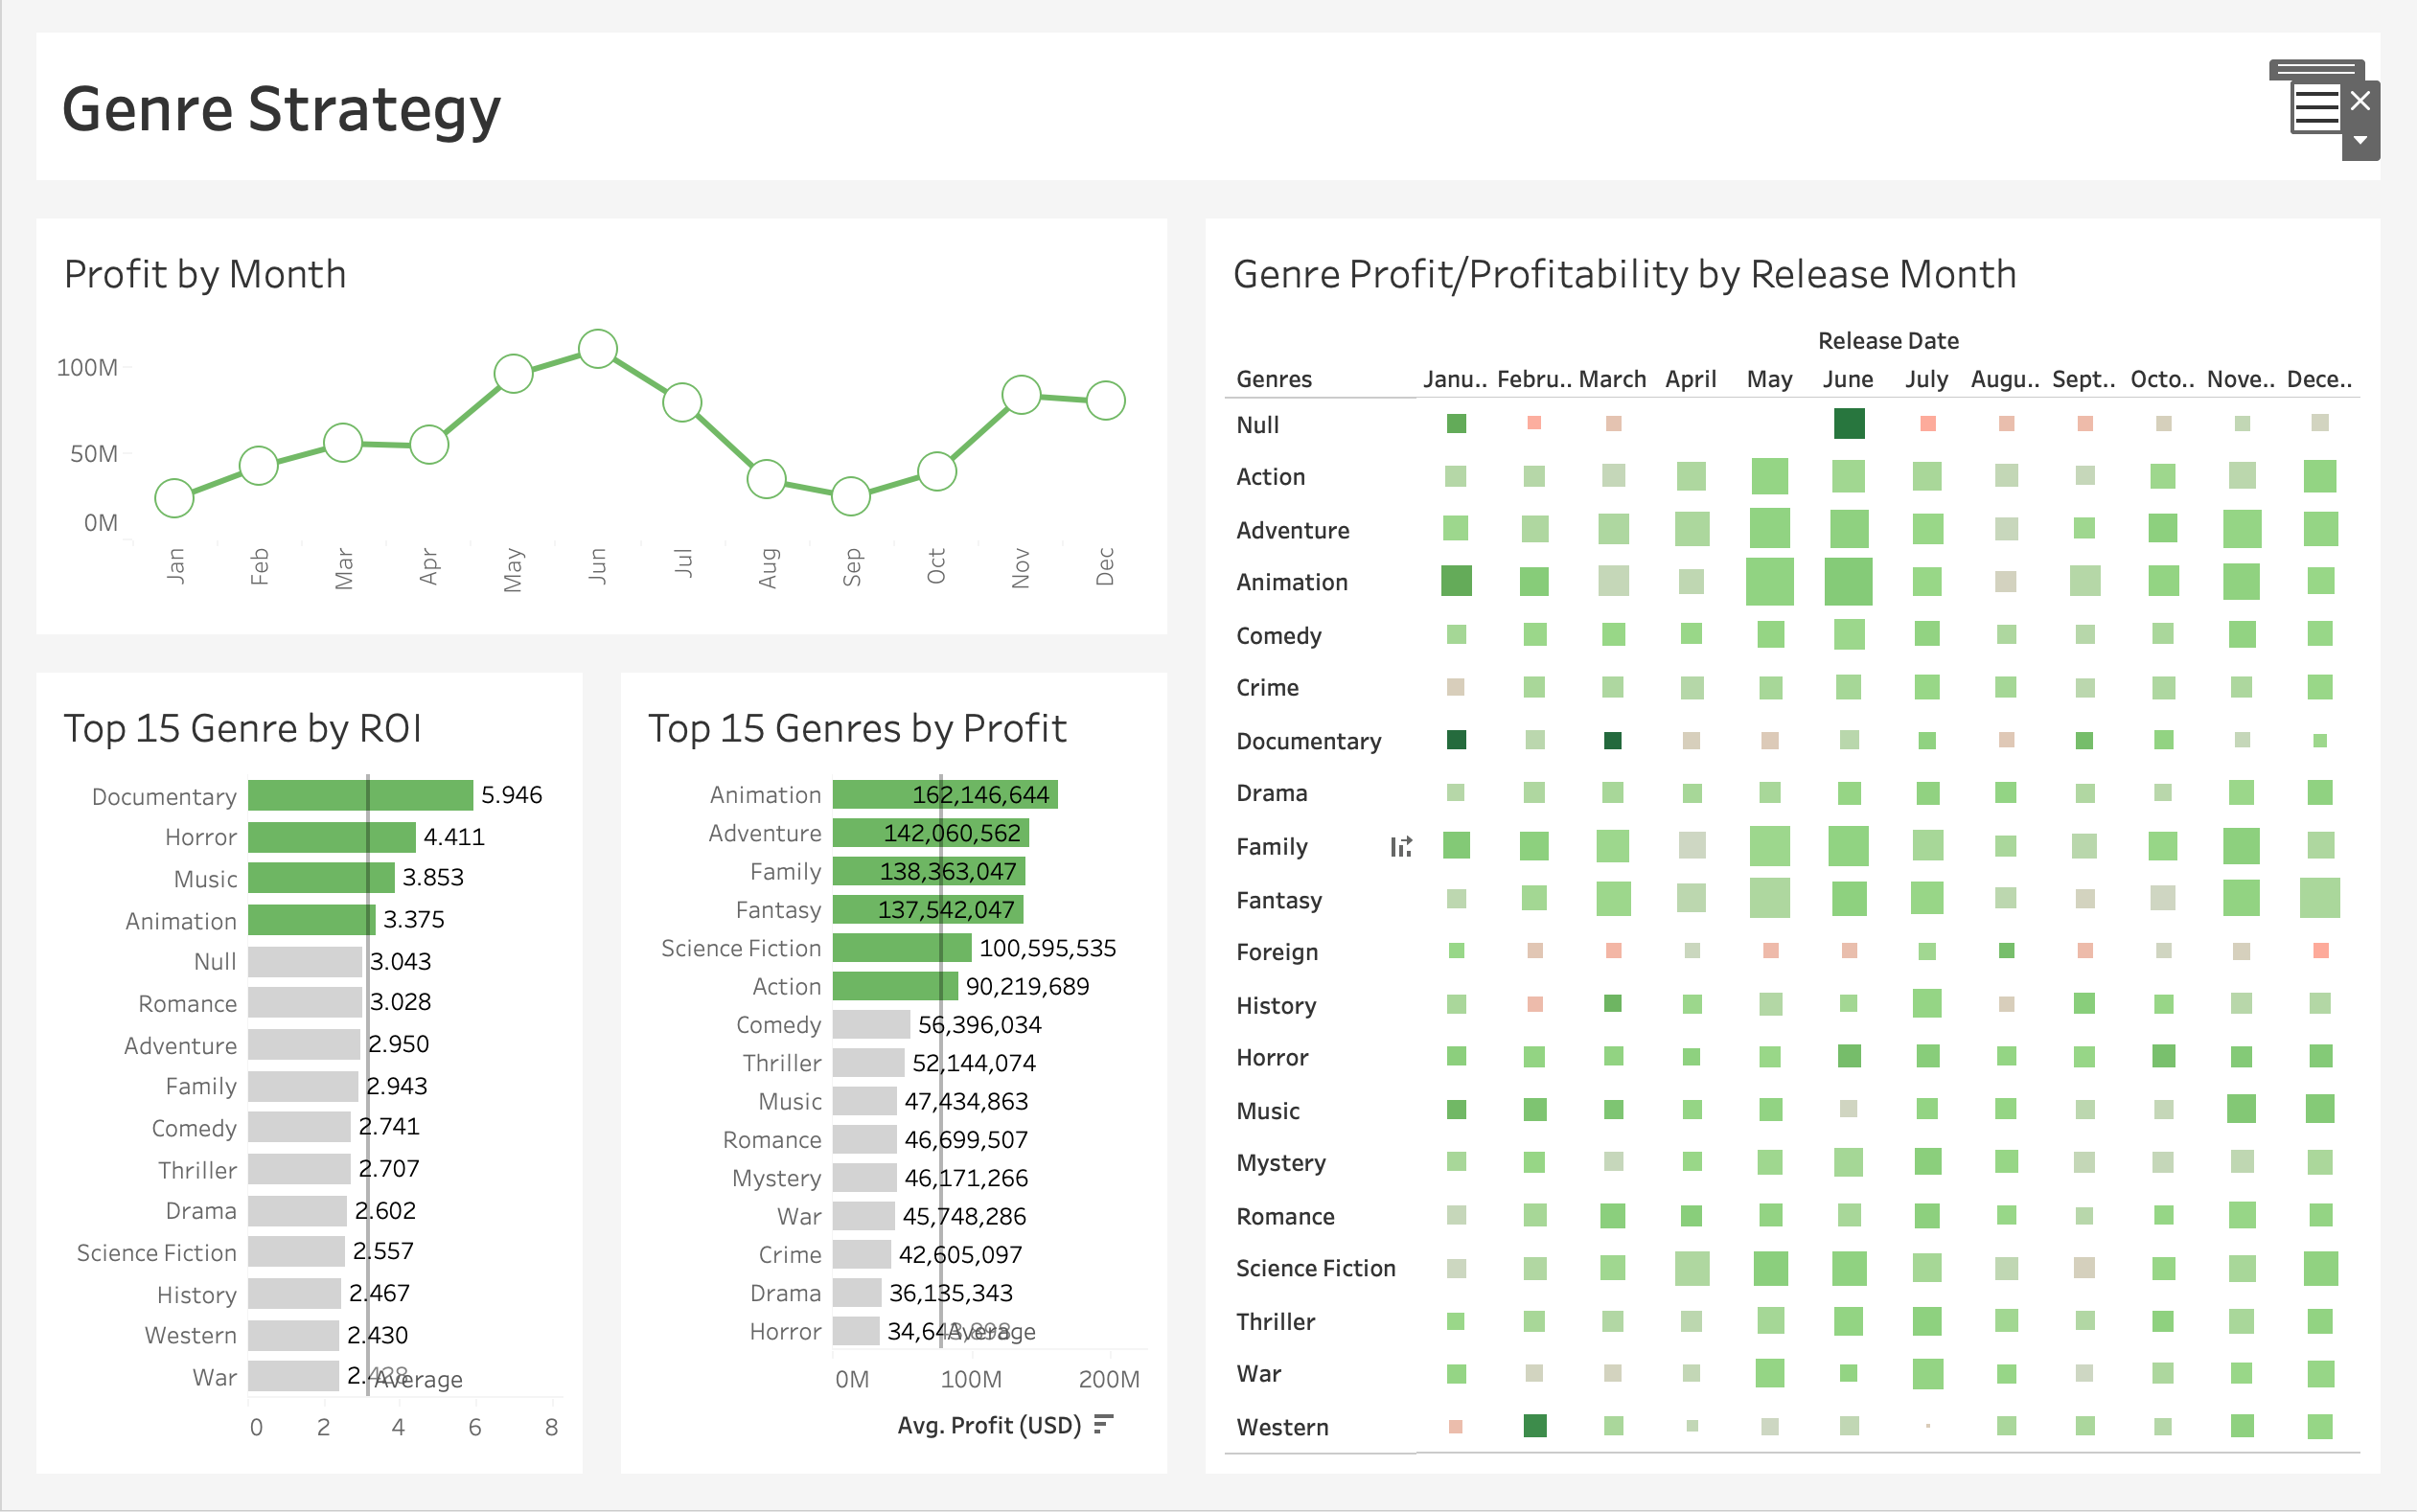 Genre Strategy
Profit by Month
100M
50M
0M
Jan Feb Mar Apr May Jun Jul Aug Sep Oct Nov Dec
Top 15 Genre by ROI
Documentary 5.946
Horror 4.411
Music 3.853
Animation 3.375
Null 3.043
Romance 3.028
Adventure 2.950
Family 2.943
Comedy 2.741
Thriller 2.707
Drama 2.602
Science Fiction 2.557
History 2.467
Western 2.430
War 2.428 Average
0 2 4 6 8
Top 15 Genres by Profit
Animation 162,146,644
Adventure 142,060,562
Family 138,363,047
Fantasy 137,542,047
Science Fiction 100,595,535
Action 90,219,689
Comedy 56,396,034
Thriller 52,144,074
Music 47,434,863
Romance 46,699,507
Mystery 46,171,266
War 45,748,286
Crime 42,605,097
Drama 36,135,343
Horror Average
0M 100M 200M
Avg. Profit (USD)
Genre Profit/Profitability by Release Month
Release Date
Genres Janu.. Febru.. March April May June July Augu.. Sept.. Octo.. Nove.. Dece..
Null
Action
Adventure
Animation
Comedy
Crime
Documentary
Drama
Family
Fantasy
Foreign
History
Horror
Music
Mystery
Romance
Science Fiction
Thriller
War
Western